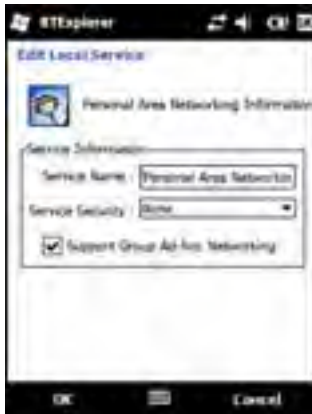 BTExplorer
Edit Local Service
Personal Area Networking Information
Service Information
Service Name : Personal Area Networkin
Service Security : None
Support Group Ad-hoc Networking
OK Cancel